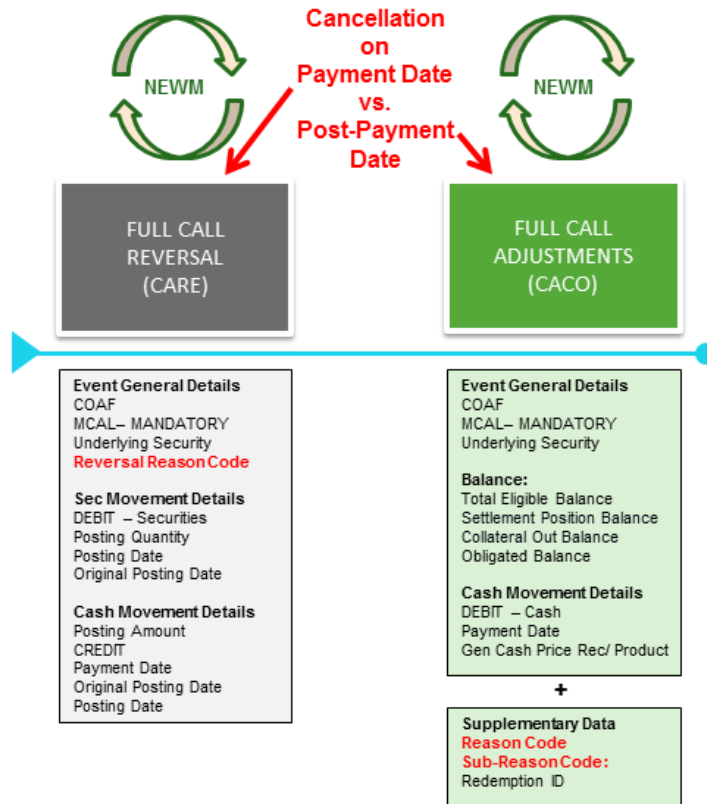 Cancellation
on
Payment Date
vs.
Post-Payment
Date
NEWM
NEWM
FULL CALL
REVERSAL
(CARE)
FULL CALL
ADJUSTMENTS
(CACO)
Event General Details
COAF
MCAL– MANDATORY
Underlying Security
Reversal Reason Code
Sec Movement Details
DEBIT – Securities
Posting Quantity
Posting Date
Original Posting Date
Cash Movement Details
Posting Amount
CREDIT
Payment Date
Original Posting Date
Posting Date
Event General Details
COAF
MCAL– MANDATORY
Underlying Security
Balance:
Total Eligible Balance
Settlement Position Balance
Collateral Out Balance
Obligated Balance
Cash Movement Details
DEBIT – Cash
Payment Date
Gen Cash Price Rec/ Product
+
Supplementary Data
Reason Code
Sub-Reason Code:
Redemption ID